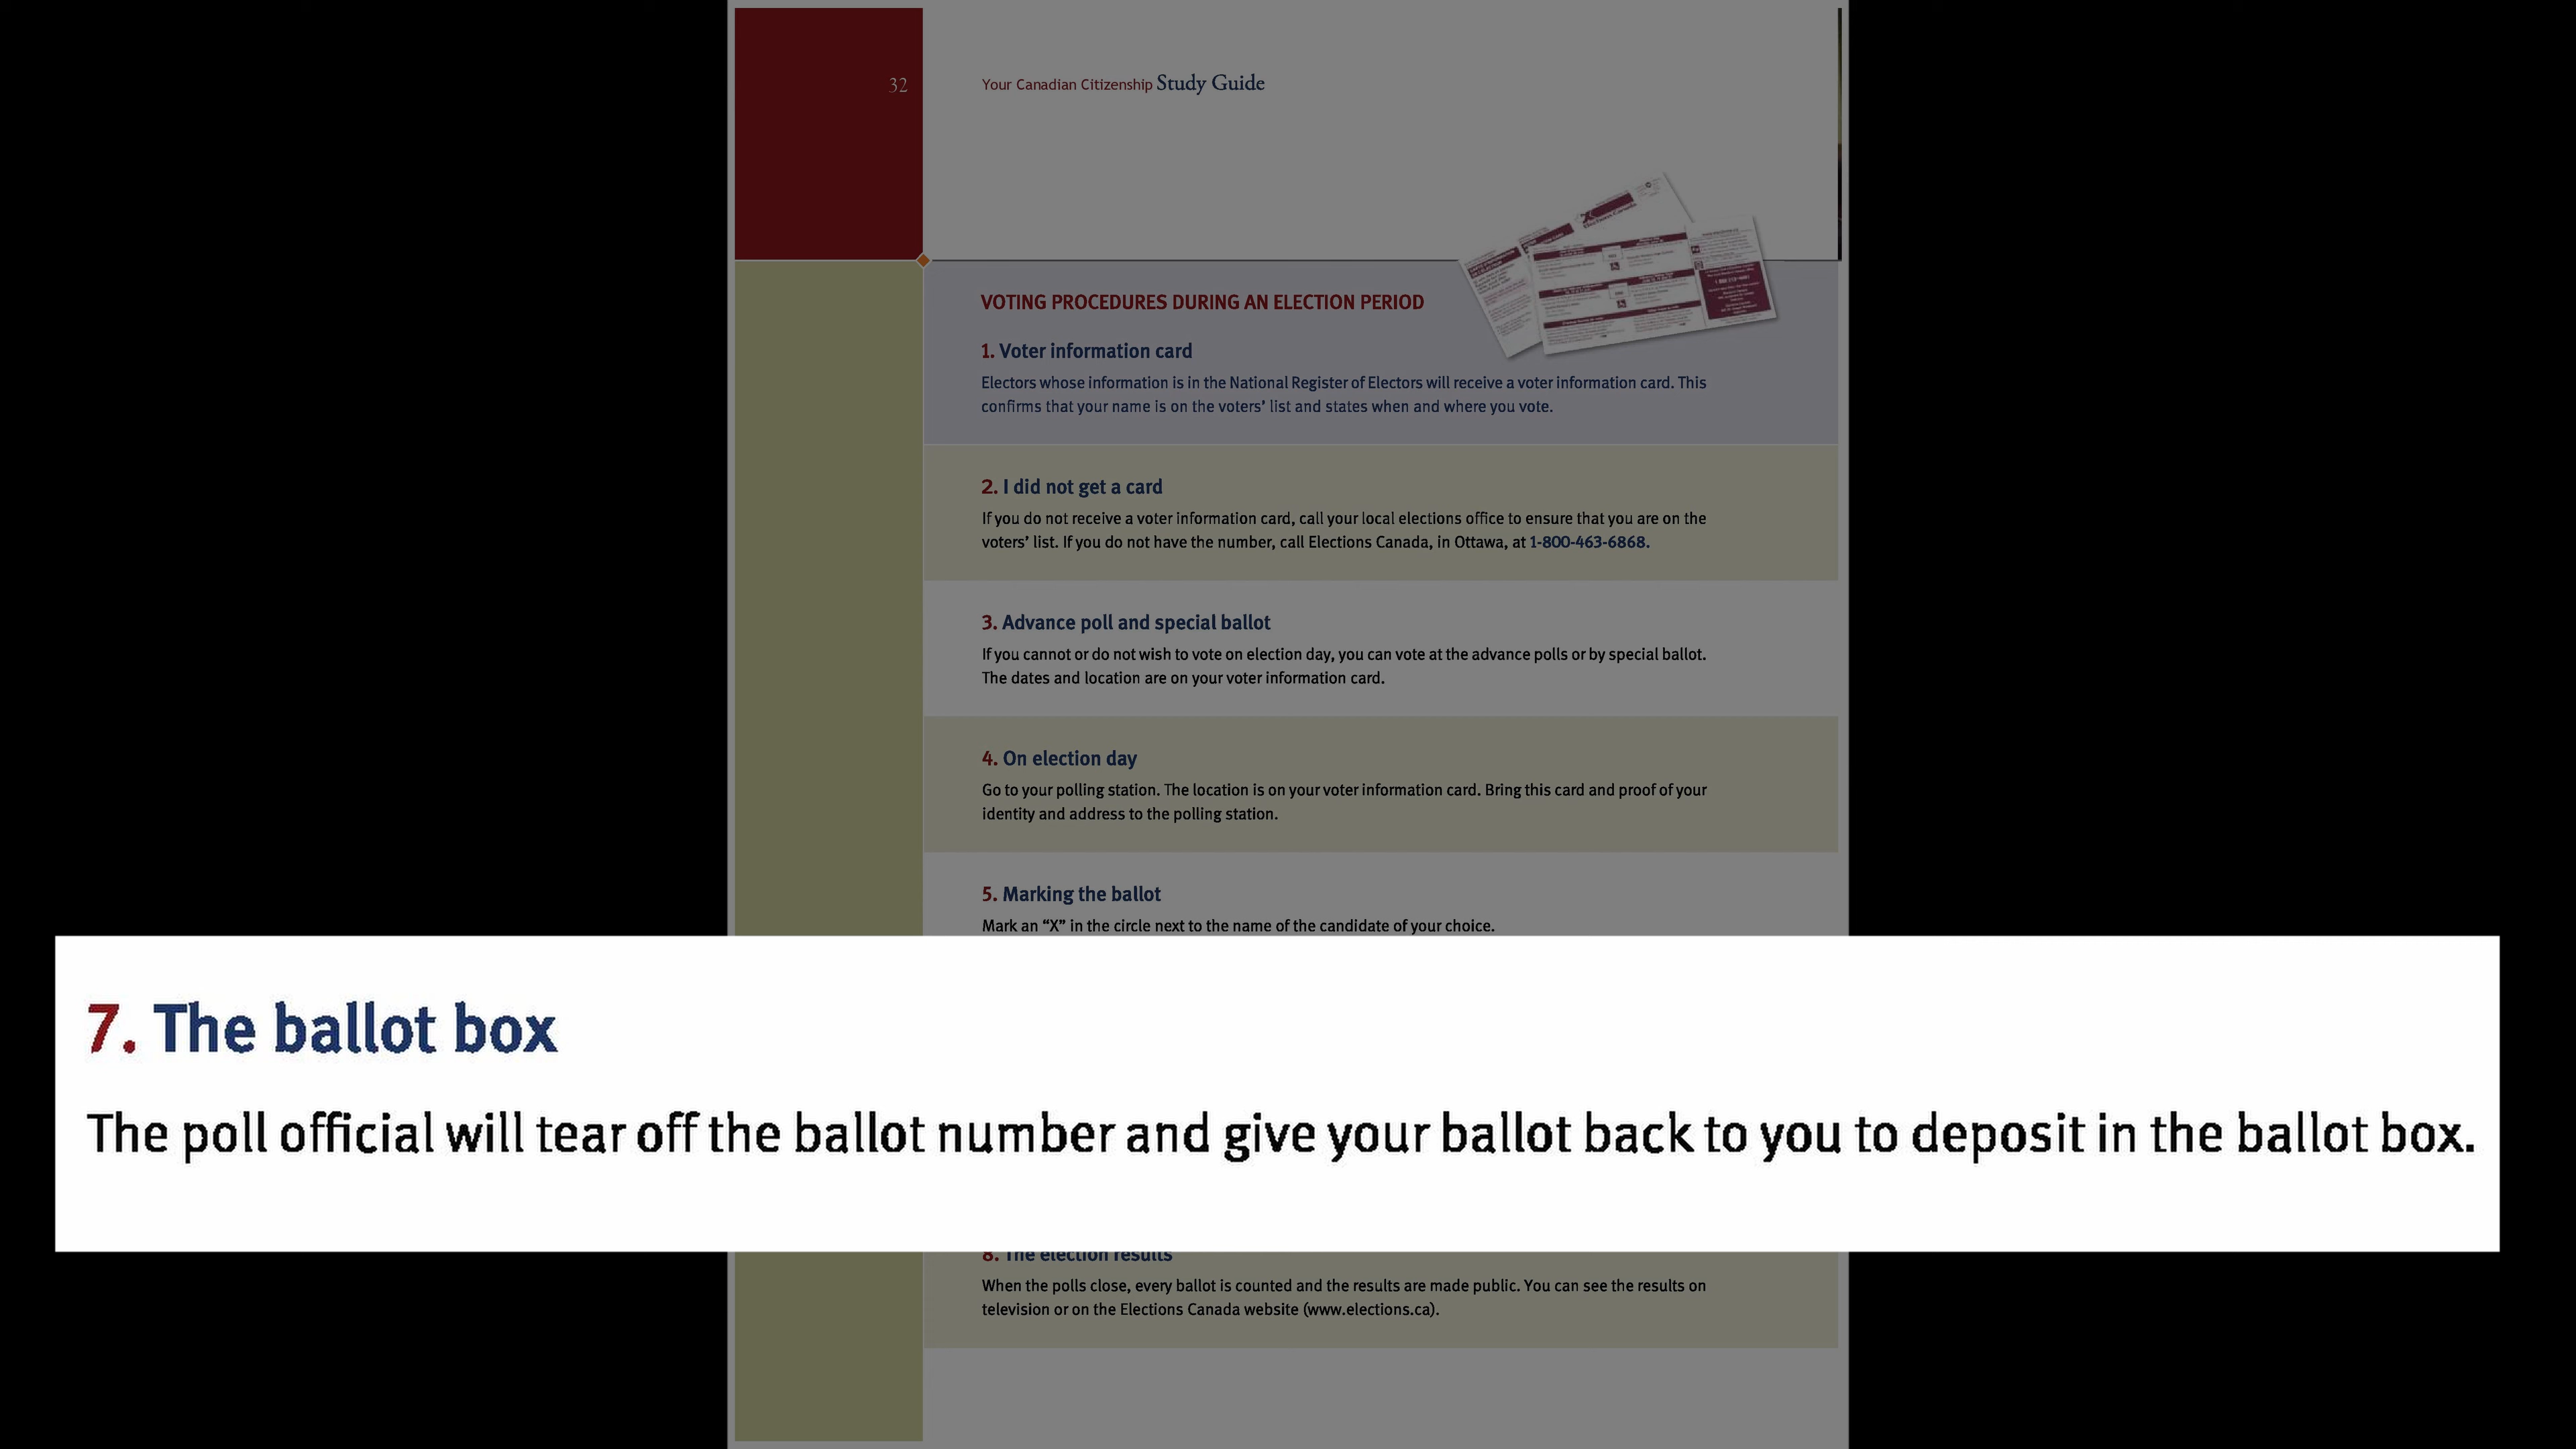 32
Your Canadian Citizenship Study Guide
VOTING PROCEDURES DURING AN ELECTION PERIOD
1. Voter information card
Electors whose information is in the National Register of Electors will receive a voter information card. This
confirms that your name is on the voters’ list and states when and where you vote.
2. I did not get a card
If you do not receive a voter information card, call your local elections office to ensure that you are on the
voters’ list. If you do not have the number, call Elections Canada, in Ottawa, at 1-800-463-6868.
3. Advance poll and special ballot
If you cannot or do not wish to vote on election day, you can vote at the advance polls or by special ballot.
The dates and location are on your voter information card.
4. On election day
Go to your polling station. The location is on your voter information card. Bring this card and proof of your
identity and address to the polling station.
5. Marking the ballot
Mark an “X” in the circle next to the name of the candidate of your choice.
7. The ballot box
The poll official will tear off the ballot number and give your ballot back to you to deposit in the ballot box.
8. The election results
When the polls close, every ballot is counted and the results are made public. You can see the results on
television or on the Elections Canada website (www.elections.ca).